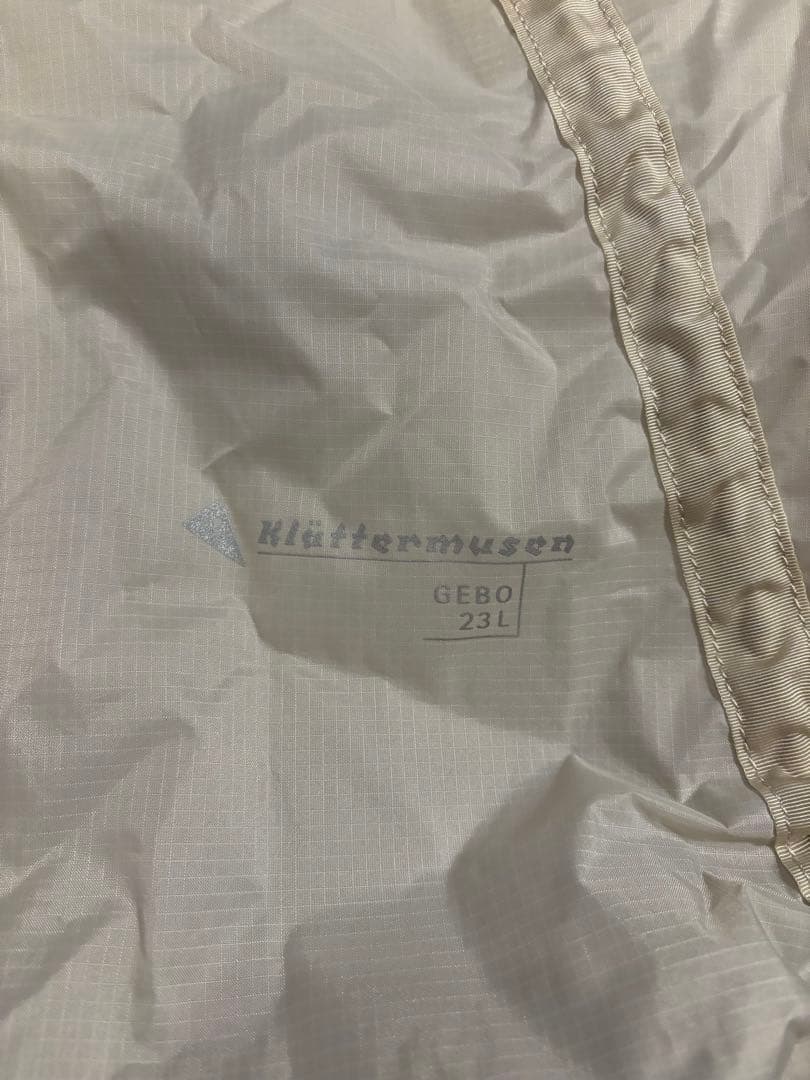 Klättermusen
GEBO
23L